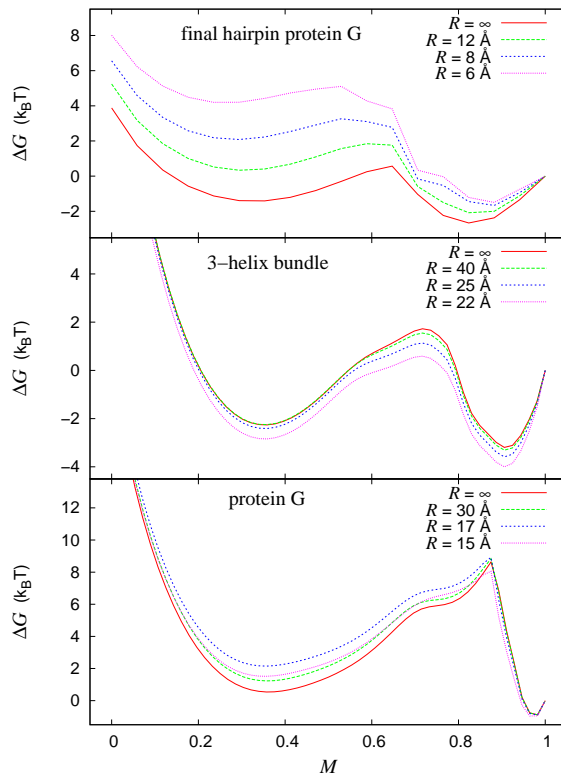 final hairpin protein G
R = ∞
R = 12 Å
R = 8 Å
R = 6 Å
ΔG (kBT)
8
6
4
2
0
−2
3−helix bundle
R = ∞
R = 40 Å
R = 25 Å
R = 22 Å
ΔG (kBT)
4
2
0
−2
−4
protein G
R = ∞
R = 30 Å
R = 17 Å
R = 15 Å
ΔG (kBT)
12
10
8
6
4
2
0
0 0.2 0.4 0.6 0.8 1
M